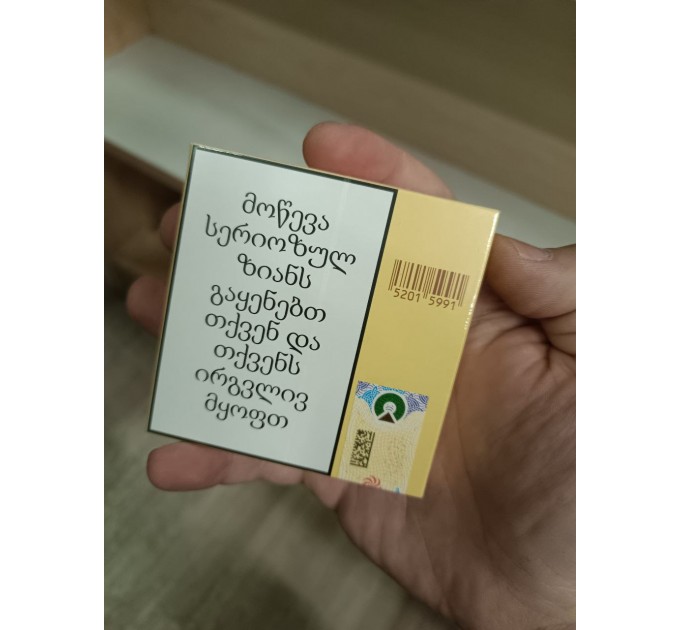 მოწევა
სერიოზულ
ზიანს
გაყენებთ
თქვენ და
თქვენს
ირგვლივ
მყოფთ
5201 5991